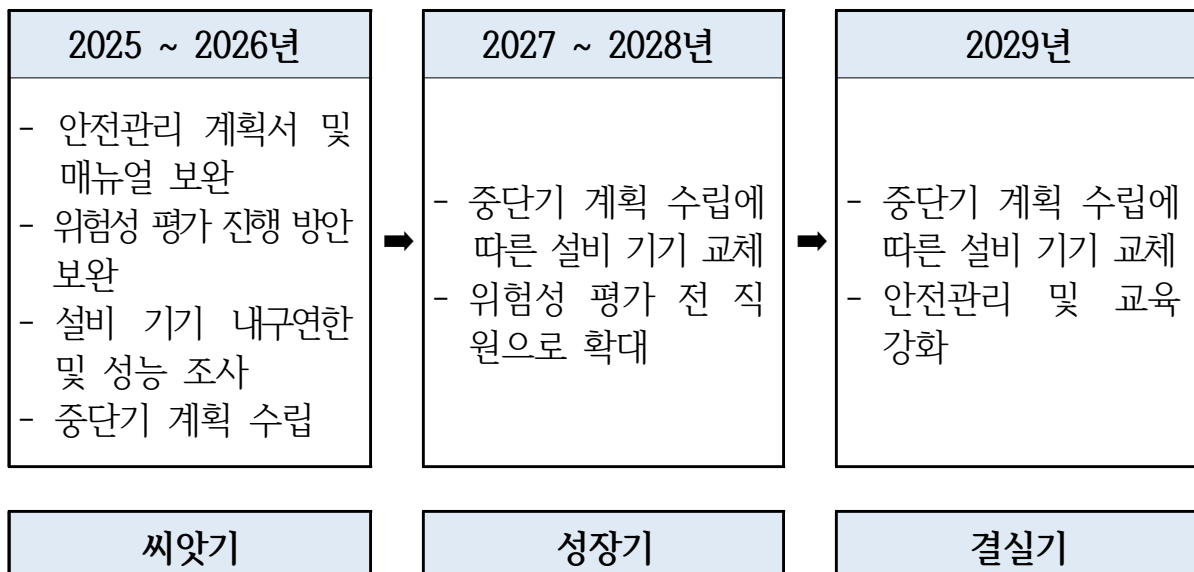 2025 ~ 2026년
- 안전관리 계획서 및
매뉴얼 보완
- 위험성 평가 진행 방안
보완
- 설비 기기 내구연한
및 성능 조사
- 중단기 계획 수립
➡
2027 ~ 2028년
- 중단기 계획 수립에
따른 설비 기기 교체
- 위험성 평가 전 직
원으로 확대
➡
2029년
- 중단기 계획 수립에
따른 설비 기기 교체
- 안전관리 및 교육
강화
씨앗기
성장기
결실기